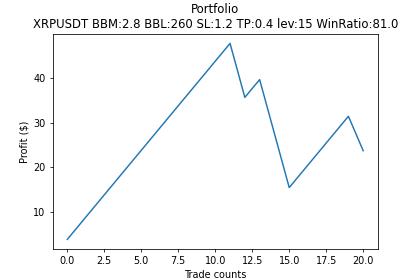 Portfolio
XRPUSDT BBM:2.8 BBL:260 SL:1.2 TP:0.4 lev:15 WinRatio:81.0
40
30
20
10
Profit ($)
0.0 2.5 5.0 7.5 10.0 12.5 15.0 17.5 20.0
Trade counts